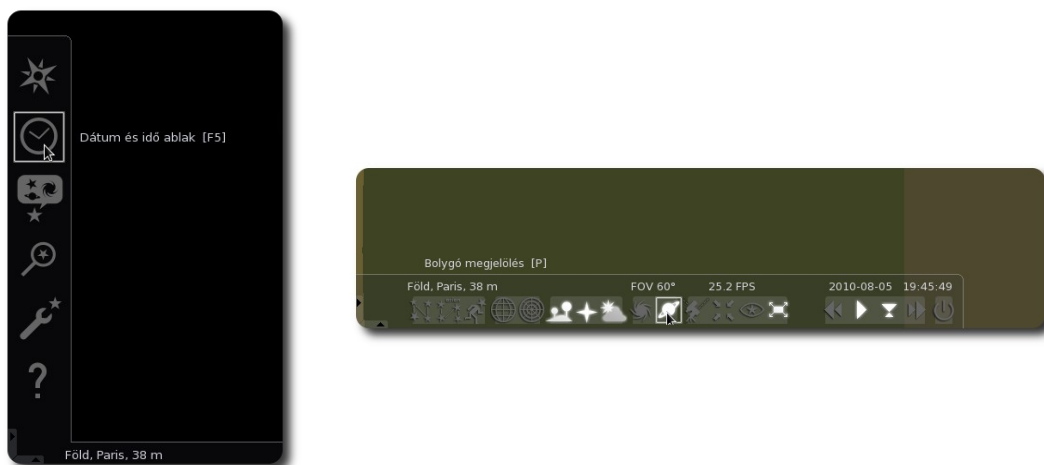 Dátum és idő ablak [F5]
Föld, Paris, 38 m
Bolygó megjelölés [P]
Föld, Paris, 38 m FOV 60° 25.2 FPS 2010-08-05 19:45:49